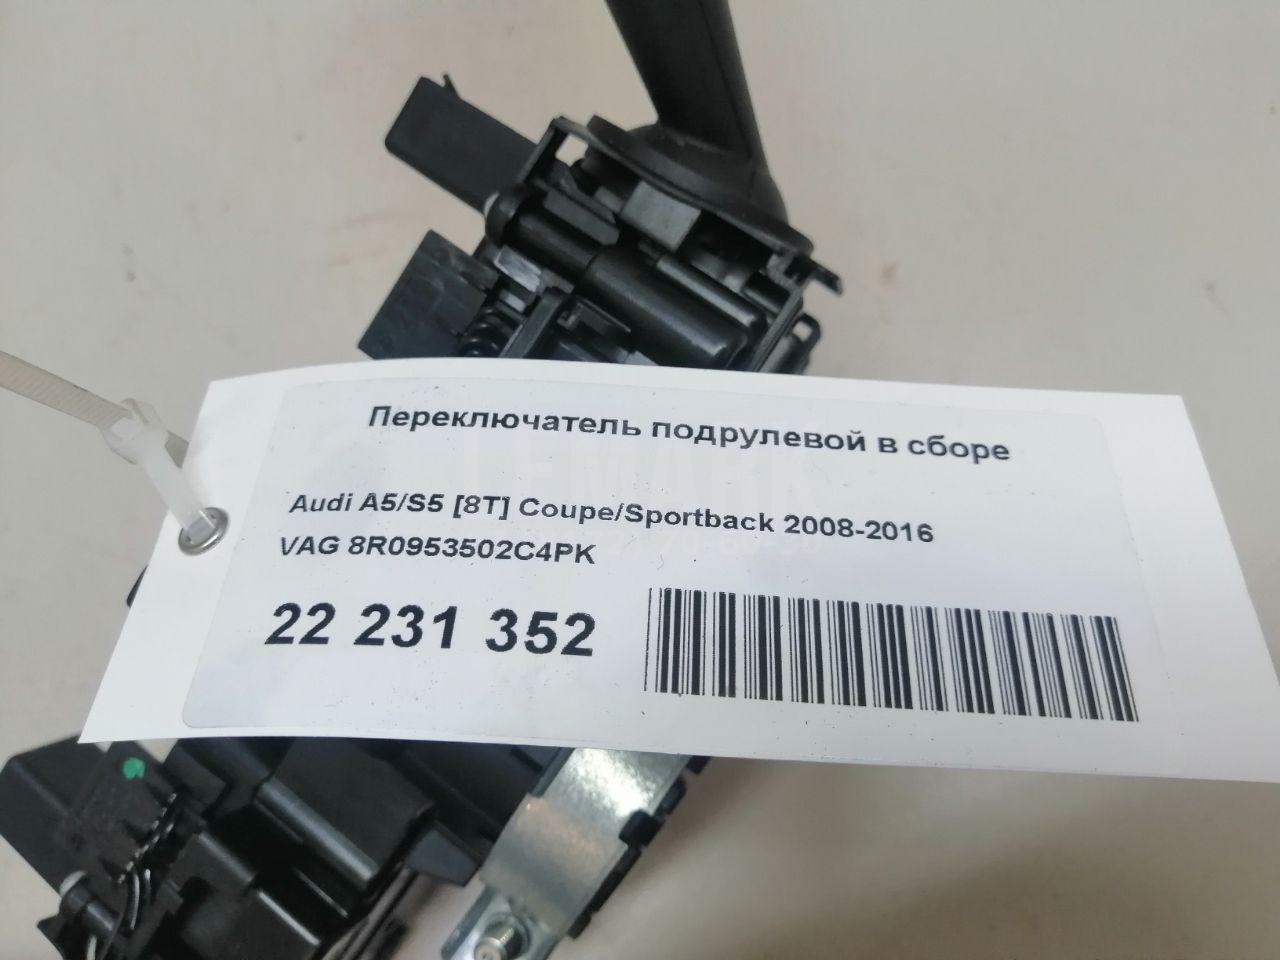 Переключатель подрулевой в сборе
Audi A5/S5 [8T] Coupe/Sportback 2008-2016
VAG 8R0953502C4PK
22 231 352